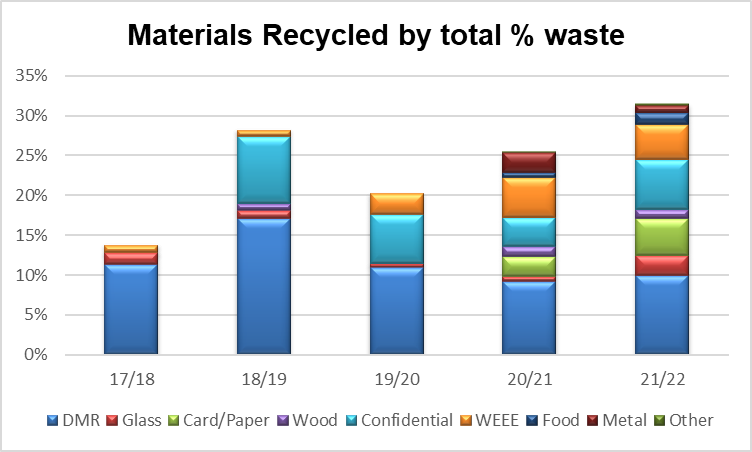 Materials Recycled by total % waste
35%
30%
25%
20%
15%
10%
5%
0%
17/18 18/19 19/20 20/21 21/22
DMR Glass Card/Paper Wood Confidential WEEE Food Metal Other